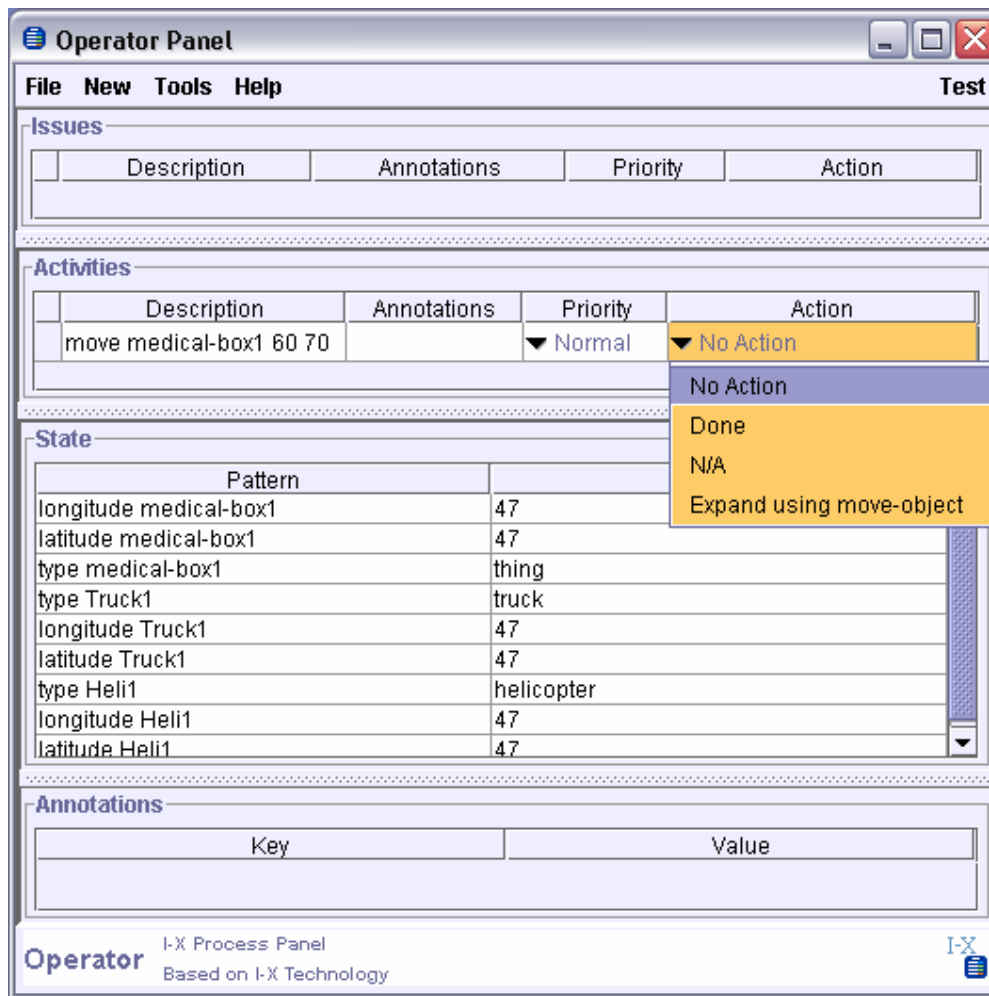 Operator Panel
File New Tools Help Test
Issues
Description Annotations Priority Action
Activities
Description Annotations Priority Action
move medical-box1 60 70 Normal No Action
No Action
Done
N/A
Expand using move-object
State
Pattern
longitude medical-box1 47
latitude medical-box1 47
type medical-box1 thing
type Truck1 truck
longitude Truck1 47
latitude Truck1 47
type Heli1 helicopter
longitude Heli1 47
latitude Heli1 47
Annotations
Key Value
Operator
I-X Process Panel
Based on I-X Technology
I-X